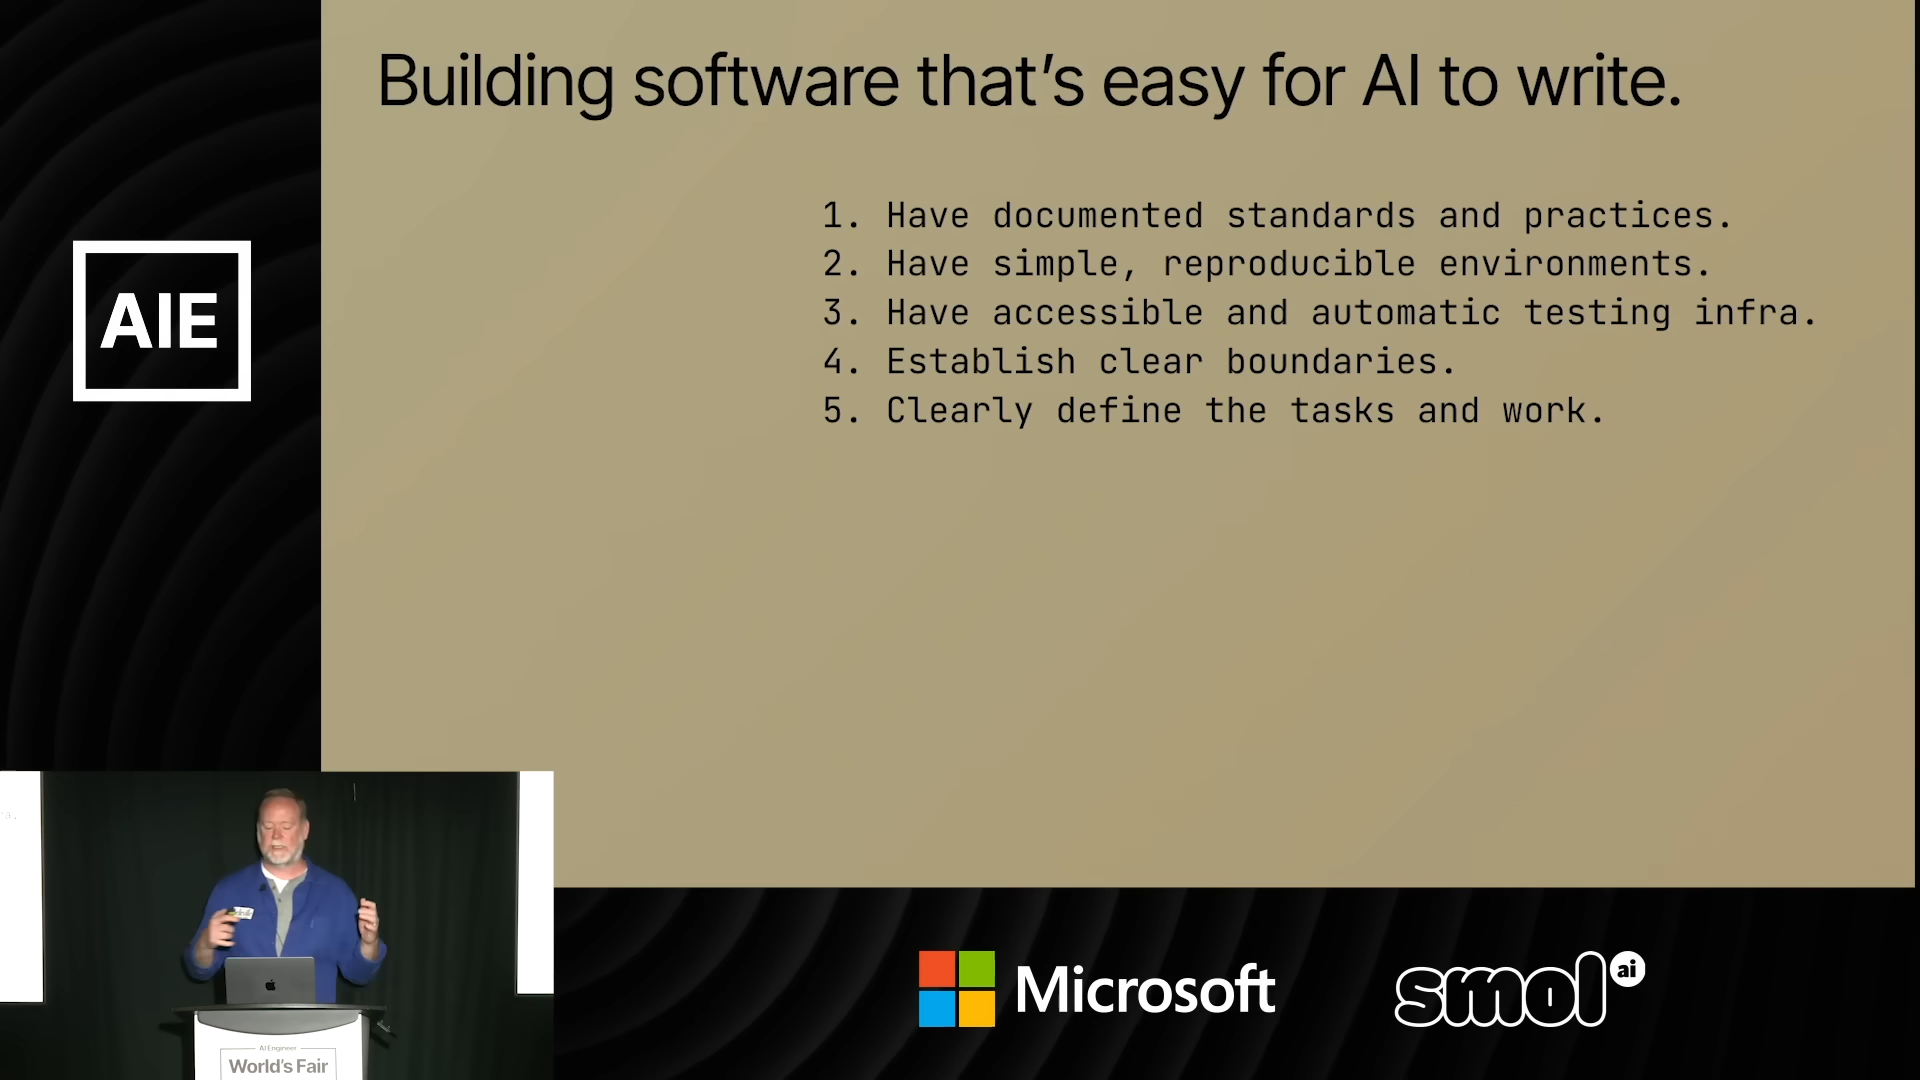 Building software that’s easy for AI to write.
1. Have documented standards and practices.
2. Have simple, reproducible environments.
3. Have accessible and automatic testing infra.
4. Establish clear boundaries.
5. Clearly define the tasks and work.
AIE
AI Engineer
World's Fair
Microsoft
smol ai